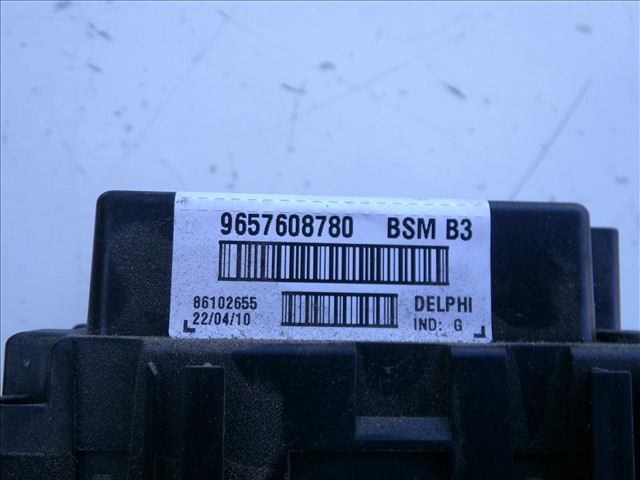 9657608780 BSM B3
86102655 DELPHI
22/04/10 IND: G